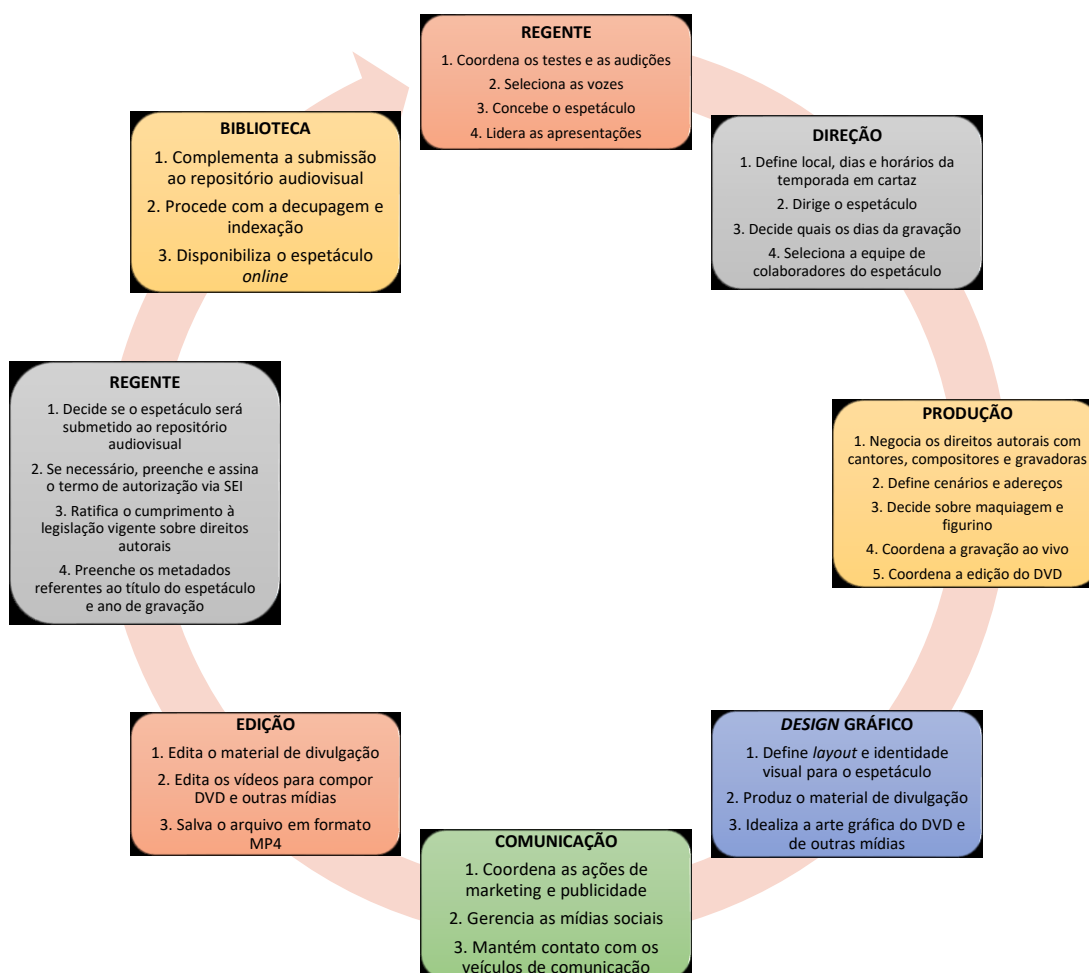 REGENTE
1. Coordena os testes e as audições
2. Seleciona as vozes
3. Concebe o espetáculo
4. Lidera as apresentações
DIREÇÃO
1. Define local, dias e horários da
temporada em cartaz
2. Dirige o espetáculo
3. Decide quais os dias da gravação
4. Seleciona a equipe de
colaboradores do espetáculo
PRODUÇÃO
1. Negocia os direitos autorais com
cantores, compositores e gravadoras
2. Define cenários e adereços
3. Decide sobre maquiagem e
figurino
4. Coordena a gravação ao vivo
5. Coordena a edição do DVD
DESIGN GRÁFICO
1. Define layout e identidade
visual para o espetáculo
2. Produz o material de divulgação
3. Idealiza a arte gráfica do DVD e
de outras mídias
COMUNICAÇÃO
1. Coordena as ações de
marketing e publicidade
2. Gerencia as mídias sociais
3. Mantém contato com os
veículos de comunicação
EDIÇÃO
1. Edita o material de divulgação
2. Edita os vídeos para compor
DVD e outras mídias
3. Salva o arquivo em formato
MP4
REGENTE
1. Decide se o espetáculo será
submetido ao repositório
audiovisual
2. Se necessário, preenche e assina
o termo de autorização via SEI
3. Ratifica o cumprimento à
legislação vigente sobre direitos
autorais
4. Preenche os metadados
referentes ao título do espetáculo
e ano de gravação
BIBLIOTECA
1. Complementa a submissão
ao repositório audiovisual
2. Procede com a decupagem e
indexação
3. Disponibiliza o espetáculo
online